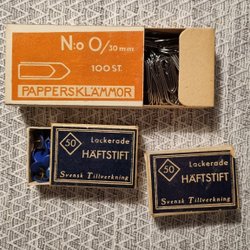 N:o 0/30 mm.
100 ST.
PAPPERSKLÄMMOR
50
Lackerade
HÄFTSTIFT
Svensk Tillverkning
50
Lackerade
HÄFTSTIFT
Svensk Tillverkning